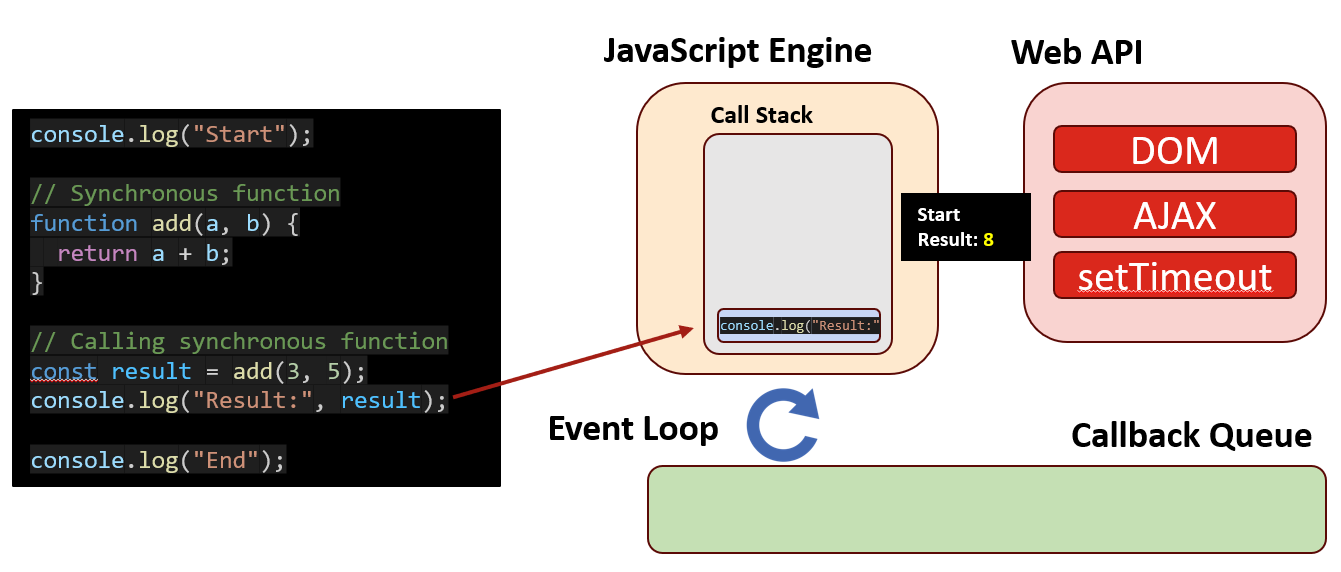 JavaScript Engine
Web API
console.log("Start");
// Synchronous function
function add(a, b) {
return a + b;
}
// Calling synchronous function
const result = add(3, 5);
console.log("Result:", result);
console.log("End");
Call Stack
console.log("Result:"
Start
Result: 8
DOM
AJAX
setTimeout
Event Loop
Callback Queue